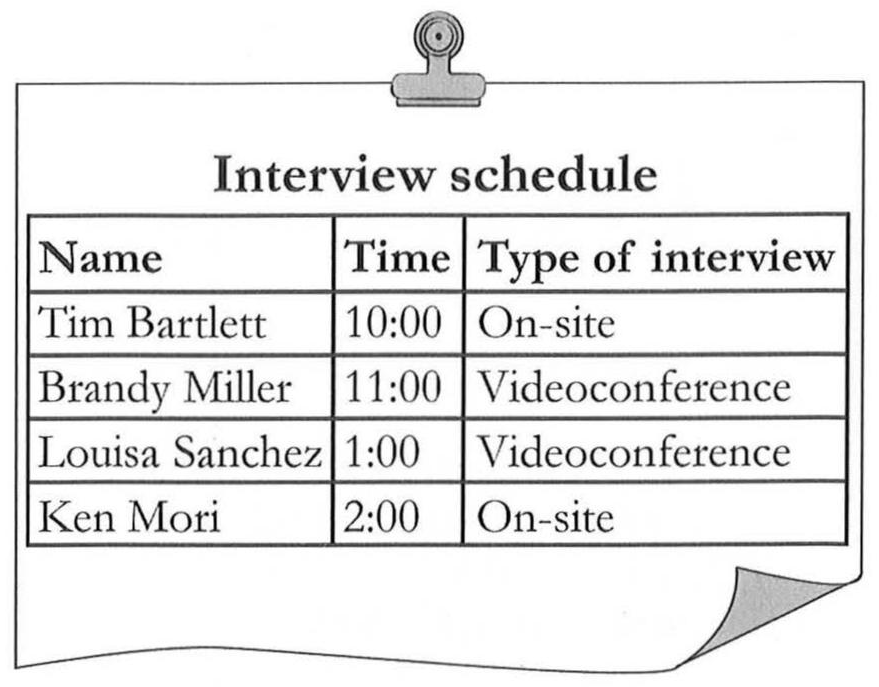 Interview schedule
Name Time Type of interview
Tim Bartlett 10:00 On-site
Brandy Miller 11:00 Videoconference
Louisa Sanchez 1:00 Videoconference
Ken Mori 2:00 On-site